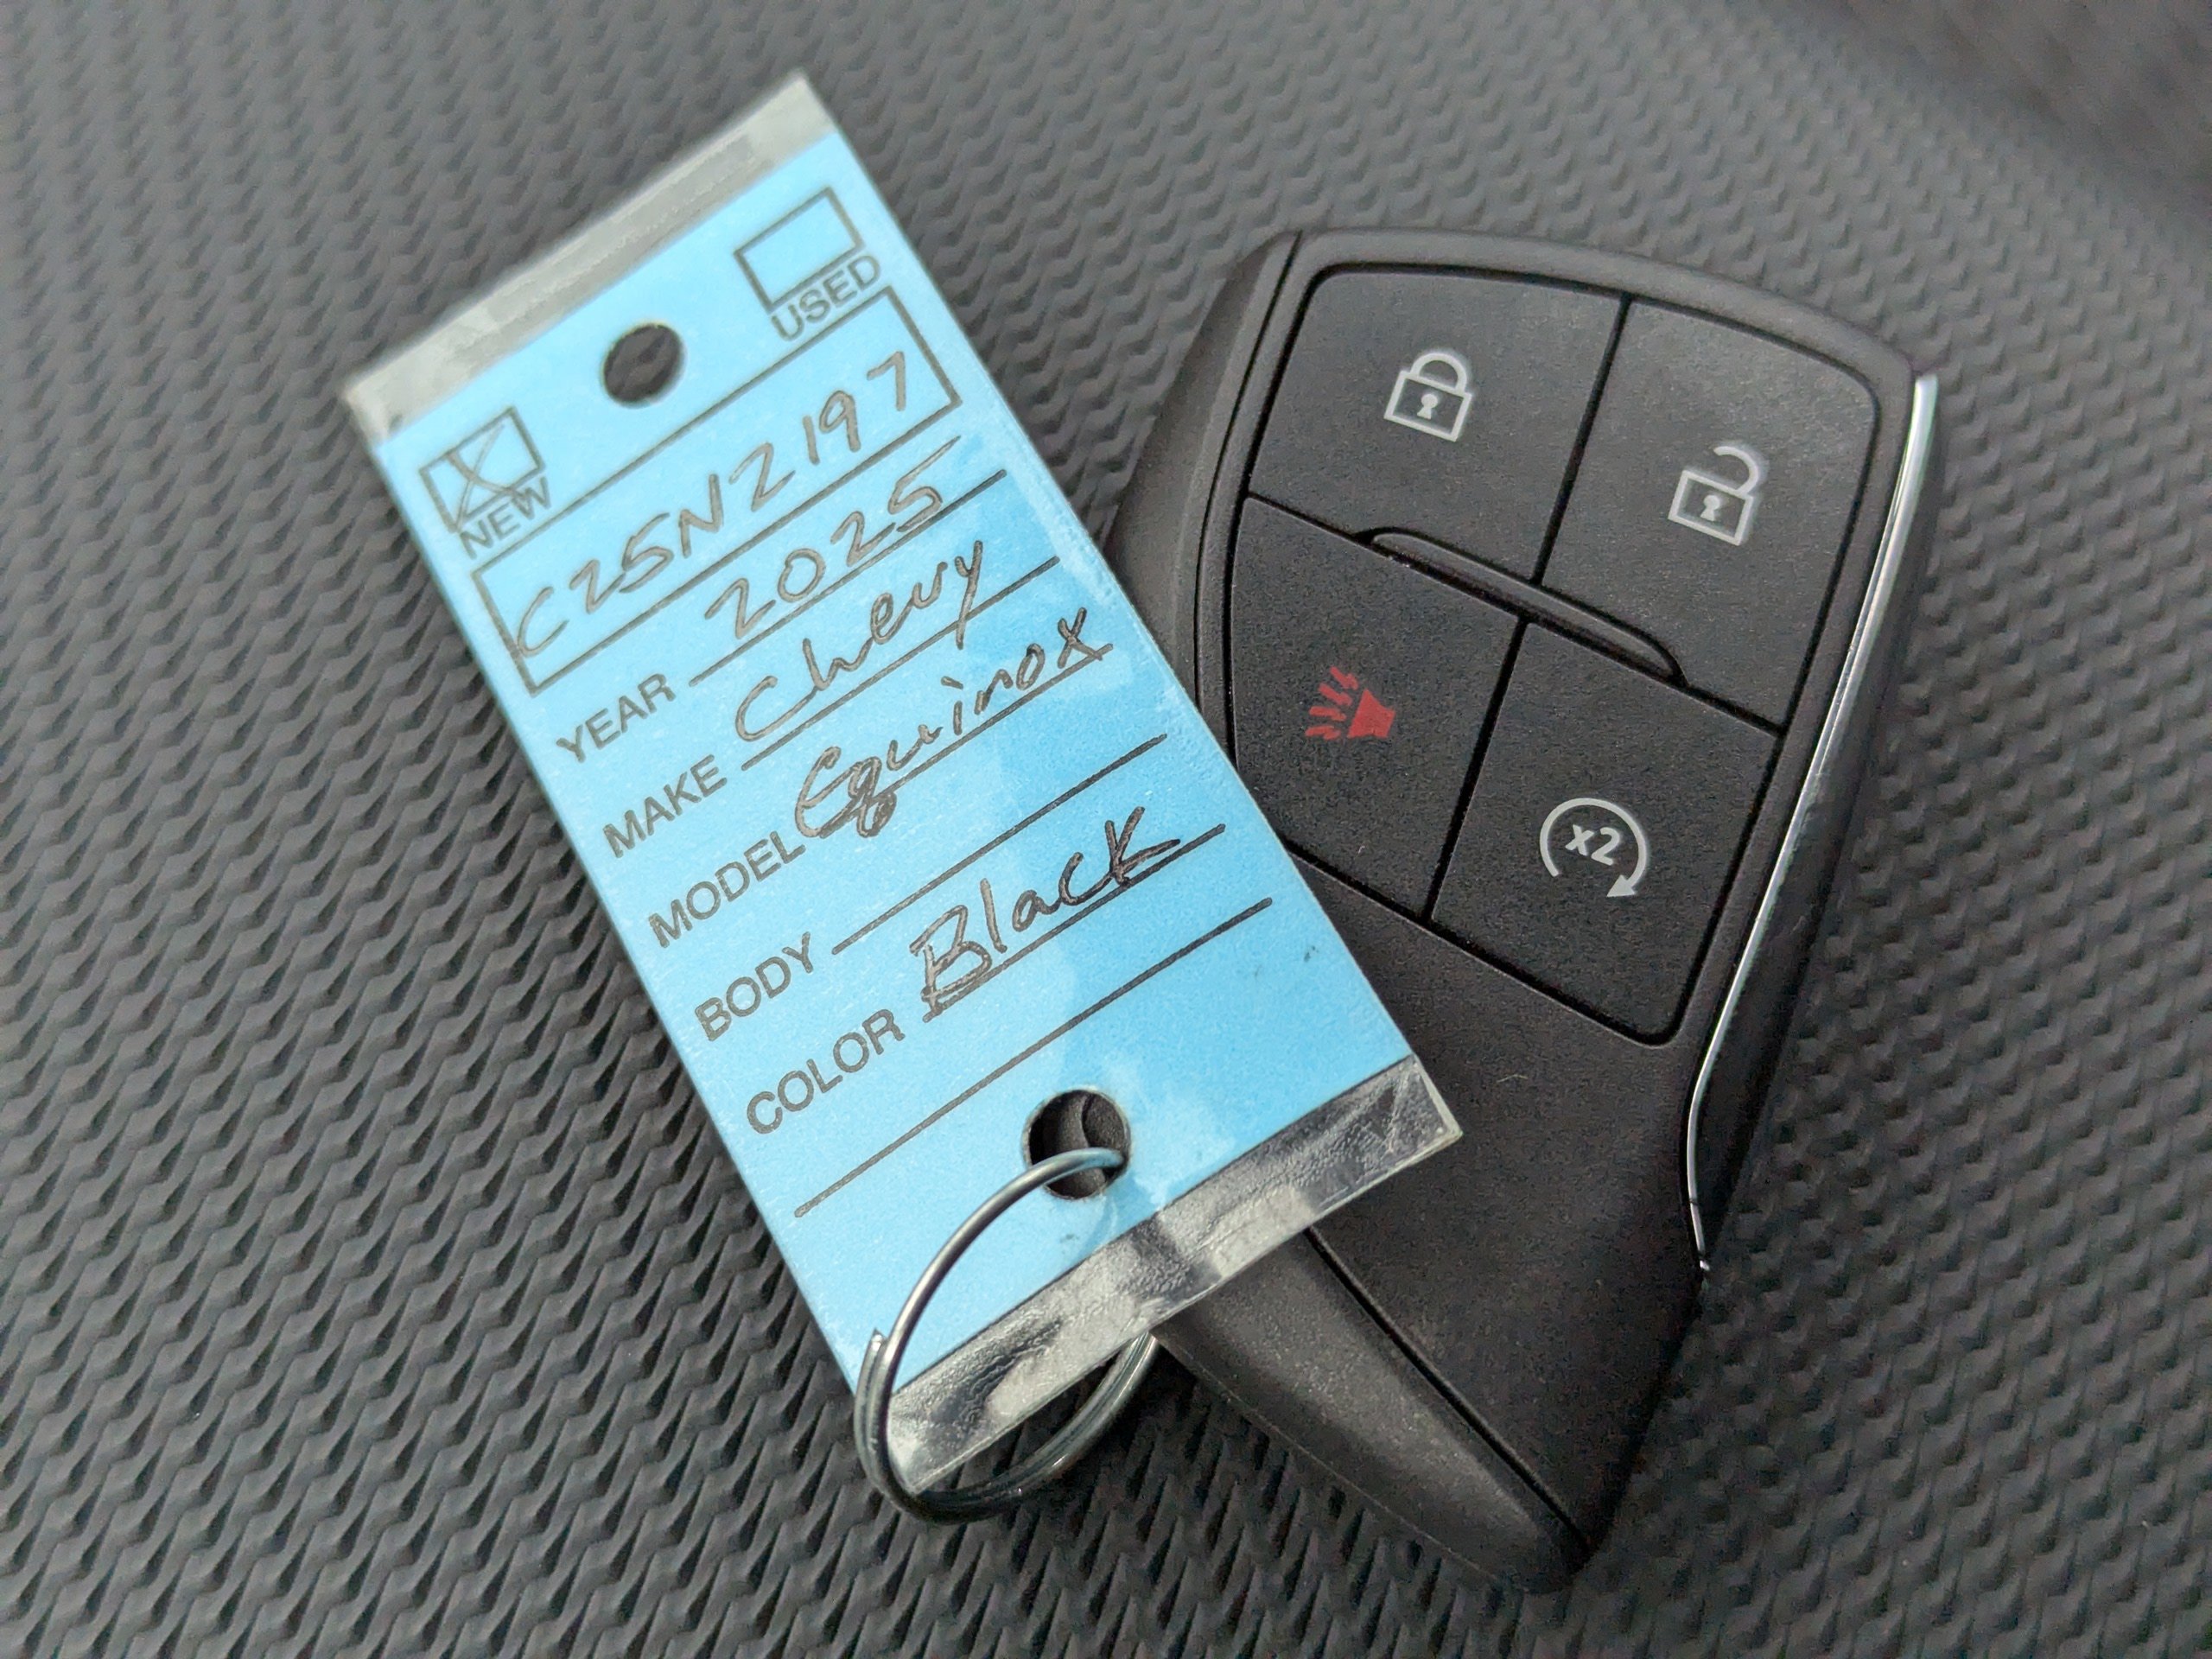 USED
X NEW
C25N2197
YEAR 2025
MAKE Chevy
MODEL Equinox
BODY
COLOR Black
x2